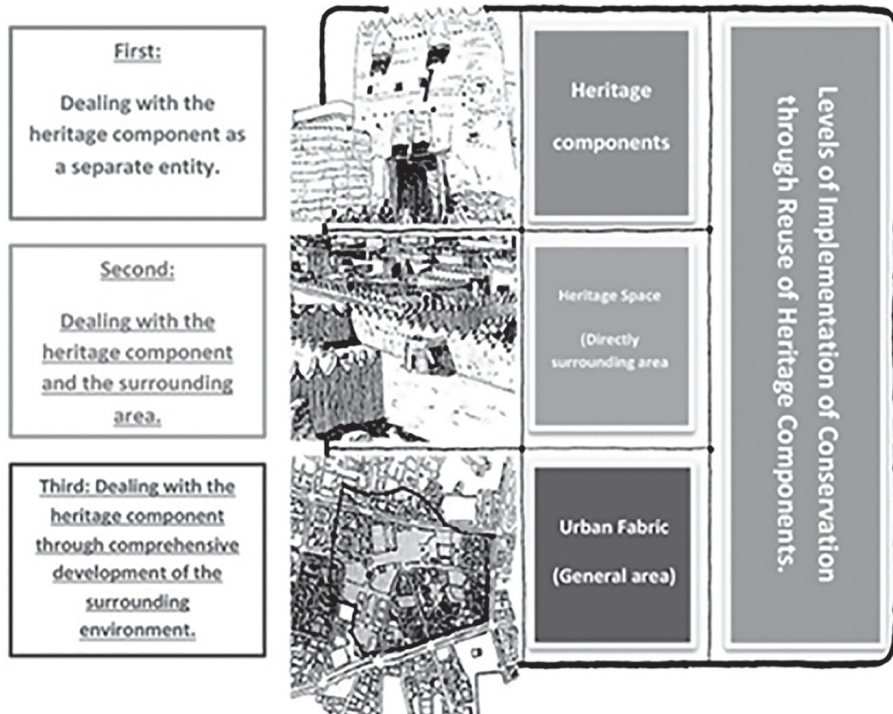 First:
Dealing with the
heritage component as
a separate entity.
Heritage
components
Second:
Dealing with the
heritage component
and the surrounding
area.
Heritage Space
(Directly
surrounding area
Third: Dealing with the
heritage component
through comprehensive
development of the
surrounding
environment.
Urban Fabric
(General area)
Levels of Implementation of Conservation
through Reuse of Heritage Components.